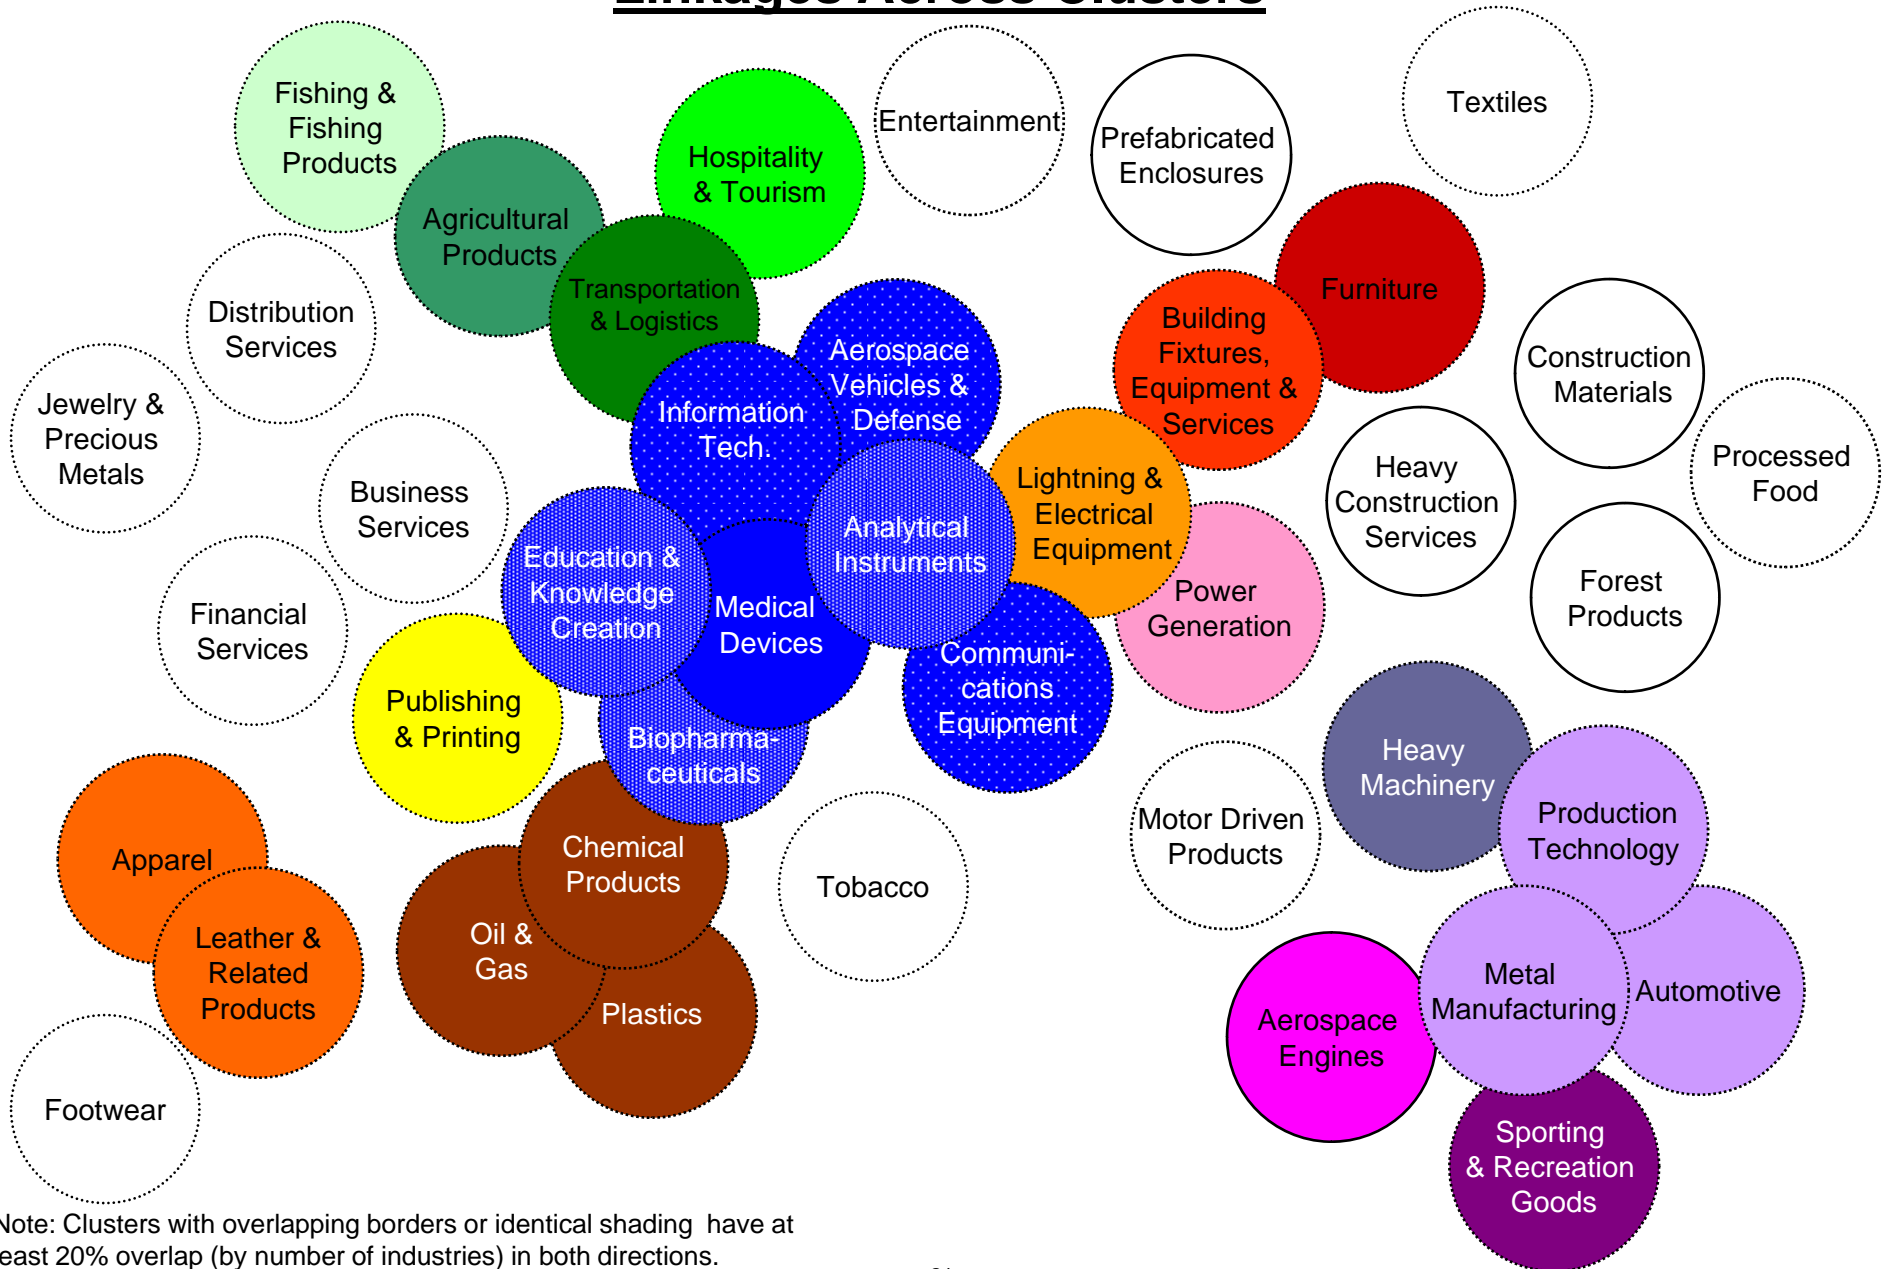 Linkages Across Clusters
Fishing &
Fishing
Products
Agricultural
Products
Hospitality
& Tourism
Entertainment
Prefabricated
Enclosures
Textiles
Transportation
& Logistics
Furniture
Building
Fixtures,
Equipment &
Services
Distribution
Services
Aerospace
Vehicles &
Defense
Construction
Materials
Jewelry &
Precious
Metals
Information
Tech.
Processed
Food
Business
Services
Lightning &
Electrical
Equipment
Heavy
Construction
Services
Education &
Knowledge
Creation
Analytical
Instruments
Financial
Services
Medical
Devices
Power
Generation
Forest
Products
Publishing
& Printing
Communi-
cations
Equipment
Biopharma-
ceuticals
Heavy
Machinery
Production
Technology
Motor Driven
Products
Apparel
Chemical
Products
Tobacco
Leather &
Related
Products
Oil &
Gas
Plastics
Metal
Manufacturing
Automotive
Aerospace
Engines
Footwear
Sporting
& Recreation
Goods
Note: Clusters with overlapping borders or identical shading have at
east 20% overlap (by number of industries) in both directions.